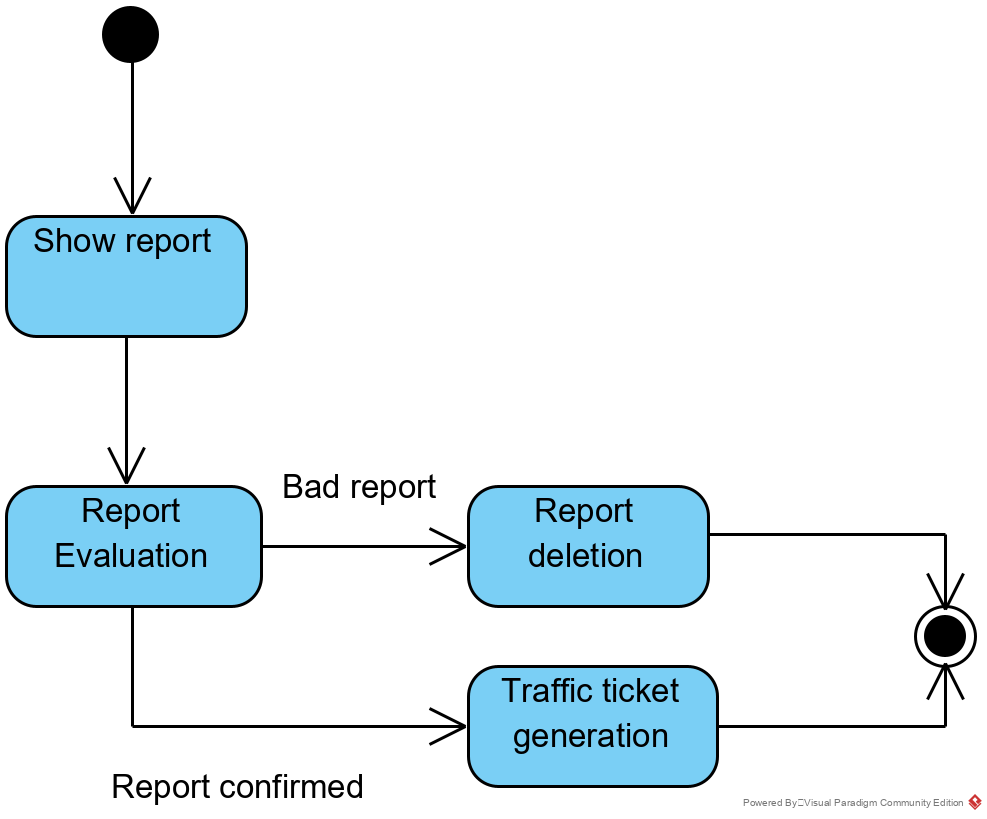 Show report
Report
Evaluation
Bad report
Report
deletion
Traffic ticket
generation
Report confirmed
Powered By Visual Paradigm Community Edition